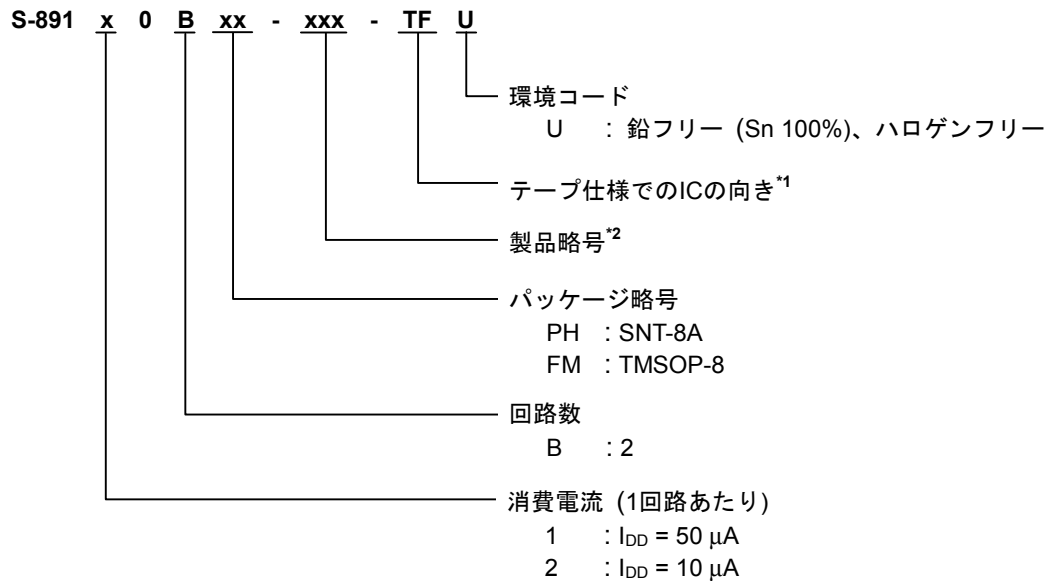 S-891 x 0 B xx - xxx - TF U
環境コード
U : 鉛フリー (Sn 100%)、ハロゲンフリー
テープ仕様でのICの向き*1
製品略号*2
パッケージ略号
PH : SNT-8A
FM : TMSOP-8
回路数
B : 2
消費電流 (1回路あたり)
1 : IDD = 50 μA
2 : IDD = 10 μA